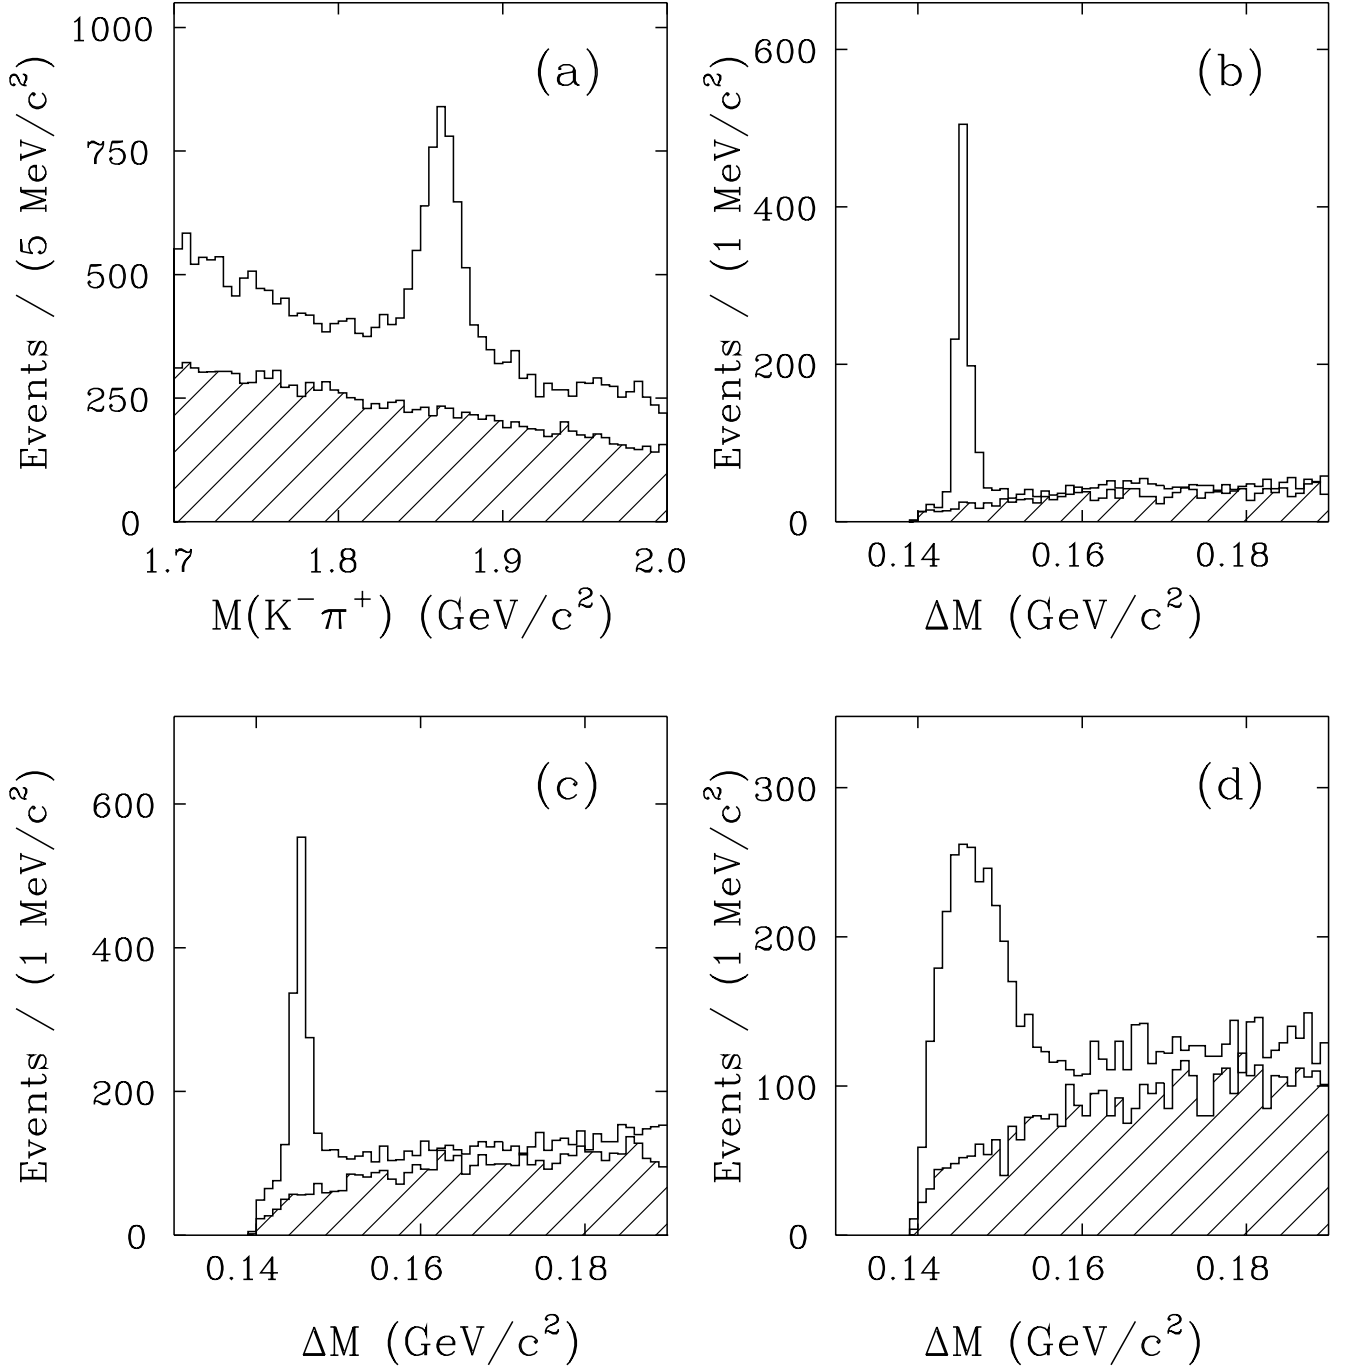 (a)
Events / (5 MeV/c²)
1000
750
500
250
0
1.7 1.8 1.9 2.0
M(K⁻π⁺) (GeV/c²)
(b)
Events / (1 MeV/c²)
600
400
200
0
0.14 0.16 0.18
ΔM (GeV/c²)
(c)
Events / (1 MeV/c²)
600
400
200
0
0.14 0.16 0.18
ΔM (GeV/c²)
(d)
Events / (1 MeV/c²)
300
200
100
0
0.14 0.16 0.18
ΔM (GeV/c²)